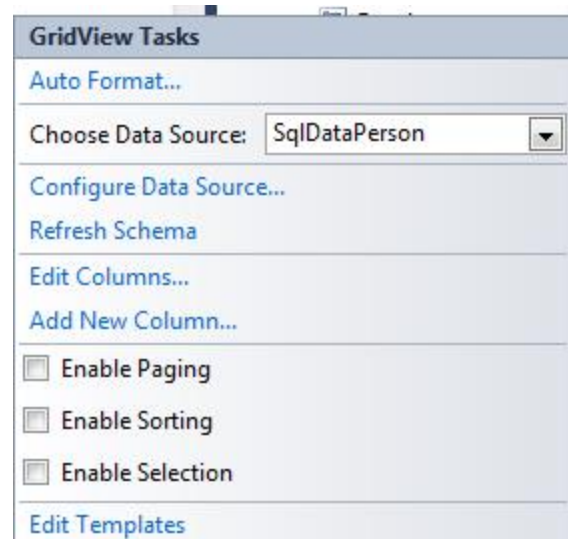 GridView Tasks
Auto Format...
Choose Data Source: SqlDataPerson
Configure Data Source...
Refresh Schema
Edit Columns...
Add New Column...
Enable Paging
Enable Sorting
Enable Selection
Edit Templates